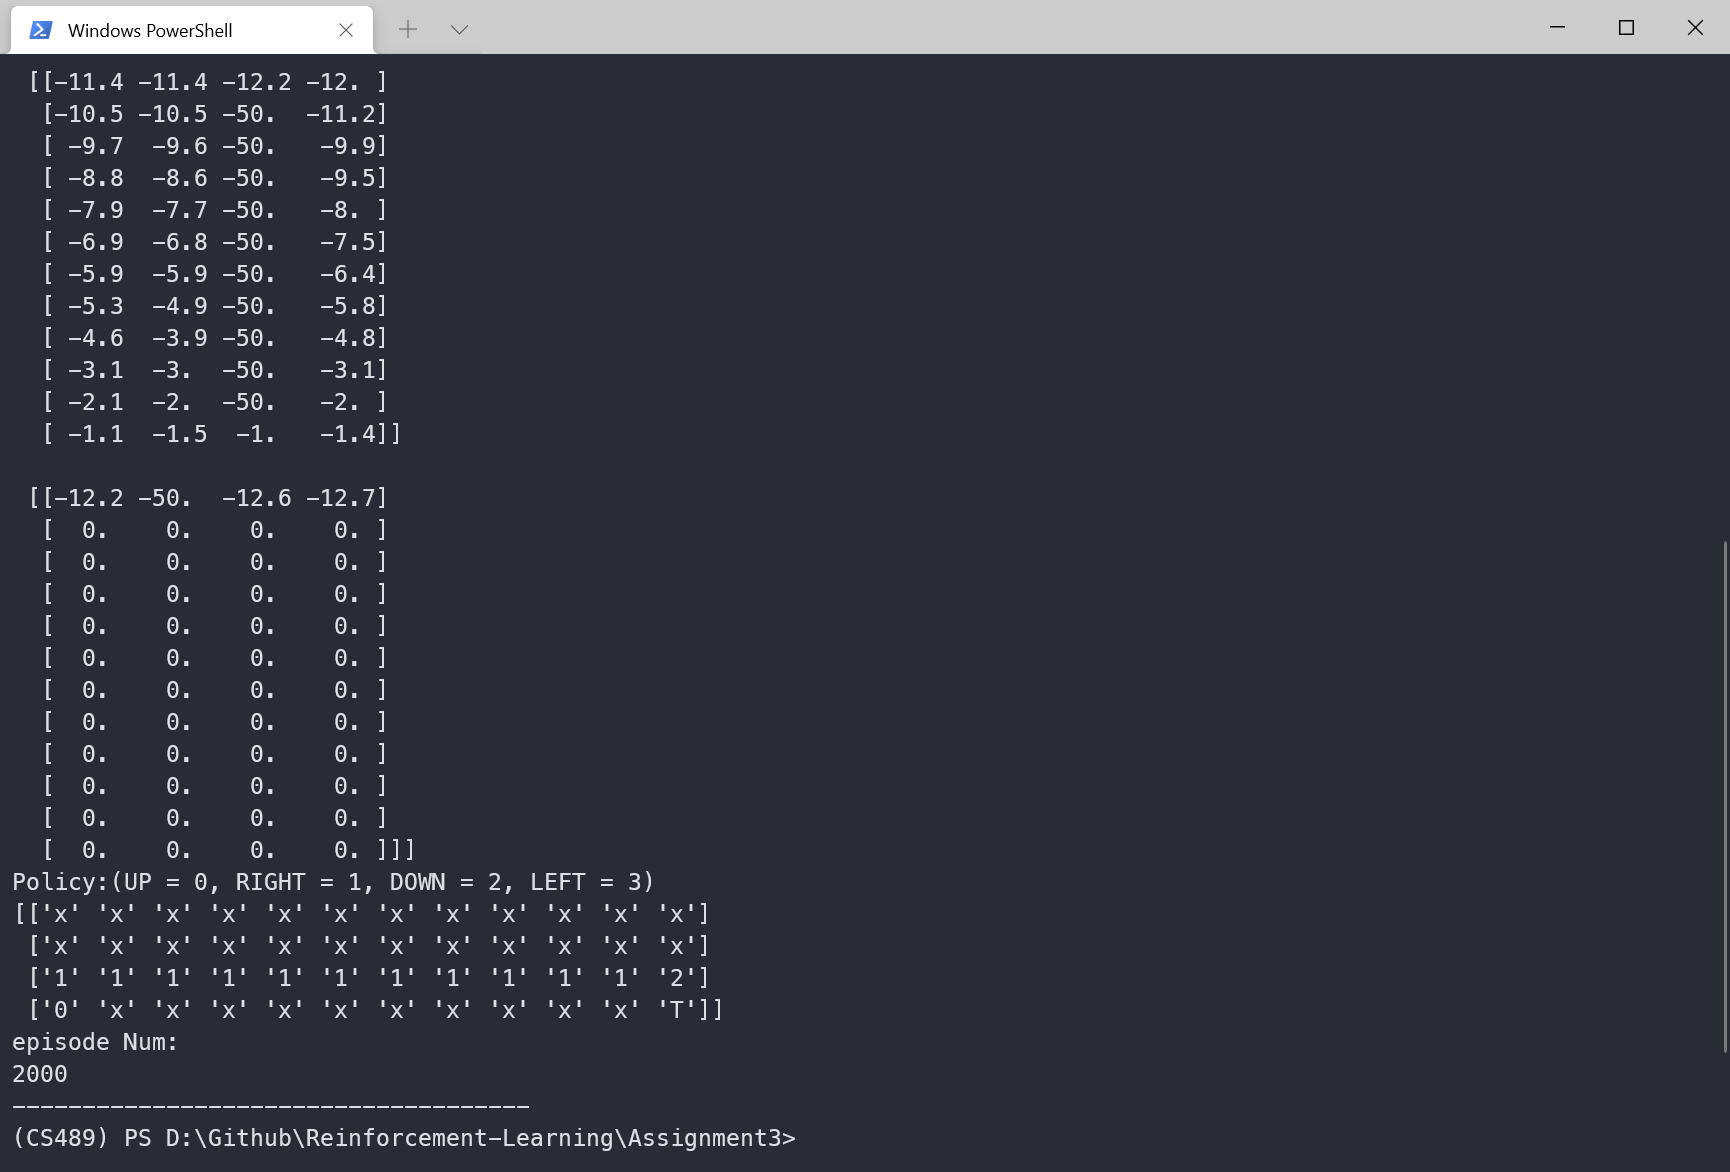 Windows PowerShell
[[-11.4 -11.4 -12.2 -12. ]
[-10.5 -10.5 -50.  -11.2]
[ -9.7  -9.6 -50.   -9.9]
[ -8.8  -8.6 -50.   -9.5]
[ -7.9  -7.7 -50.   -8. ]
[ -6.9  -6.8 -50.   -7.5]
[ -5.9  -5.9 -50.   -6.4]
[ -5.3  -4.9 -50.   -5.8]
[ -4.6  -3.9 -50.   -4.8]
[ -3.1  -3.  -50.   -3.1]
[ -2.1  -2.  -50.   -2. ]
[ -1.1  -1.5  -1.   -1.4]]
[[-12.2 -50.  -12.6 -12.7]
[  0.    0.    0.    0. ]
[  0.    0.    0.    0. ]
[  0.    0.    0.    0. ]
[  0.    0.    0.    0. ]
[  0.    0.    0.    0. ]
[  0.    0.    0.    0. ]
[  0.    0.    0.    0. ]
[  0.    0.    0.    0. ]
[  0.    0.    0.    0. ]
[  0.    0.    0.    0. ]
[  0.    0.    0.    0. ]]]
Policy:(UP = 0, RIGHT = 1, DOWN = 2, LEFT = 3)
[['x' 'x' 'x' 'x' 'x' 'x' 'x' 'x' 'x' 'x' 'x' 'x']
['x' 'x' 'x' 'x' 'x' 'x' 'x' 'x' 'x' 'x' 'x' 'x']
['1' '1' '1' '1' '1' '1' '1' '1' '1' '1' '1' '2']
['0' 'x' 'x' 'x' 'x' 'x' 'x' 'x' 'x' 'x' 'x' 'T']]
episode Num:
2000
-------------------------------------
(CS489) PS D:\Github\Reinforcement-Learning\Assignment3>